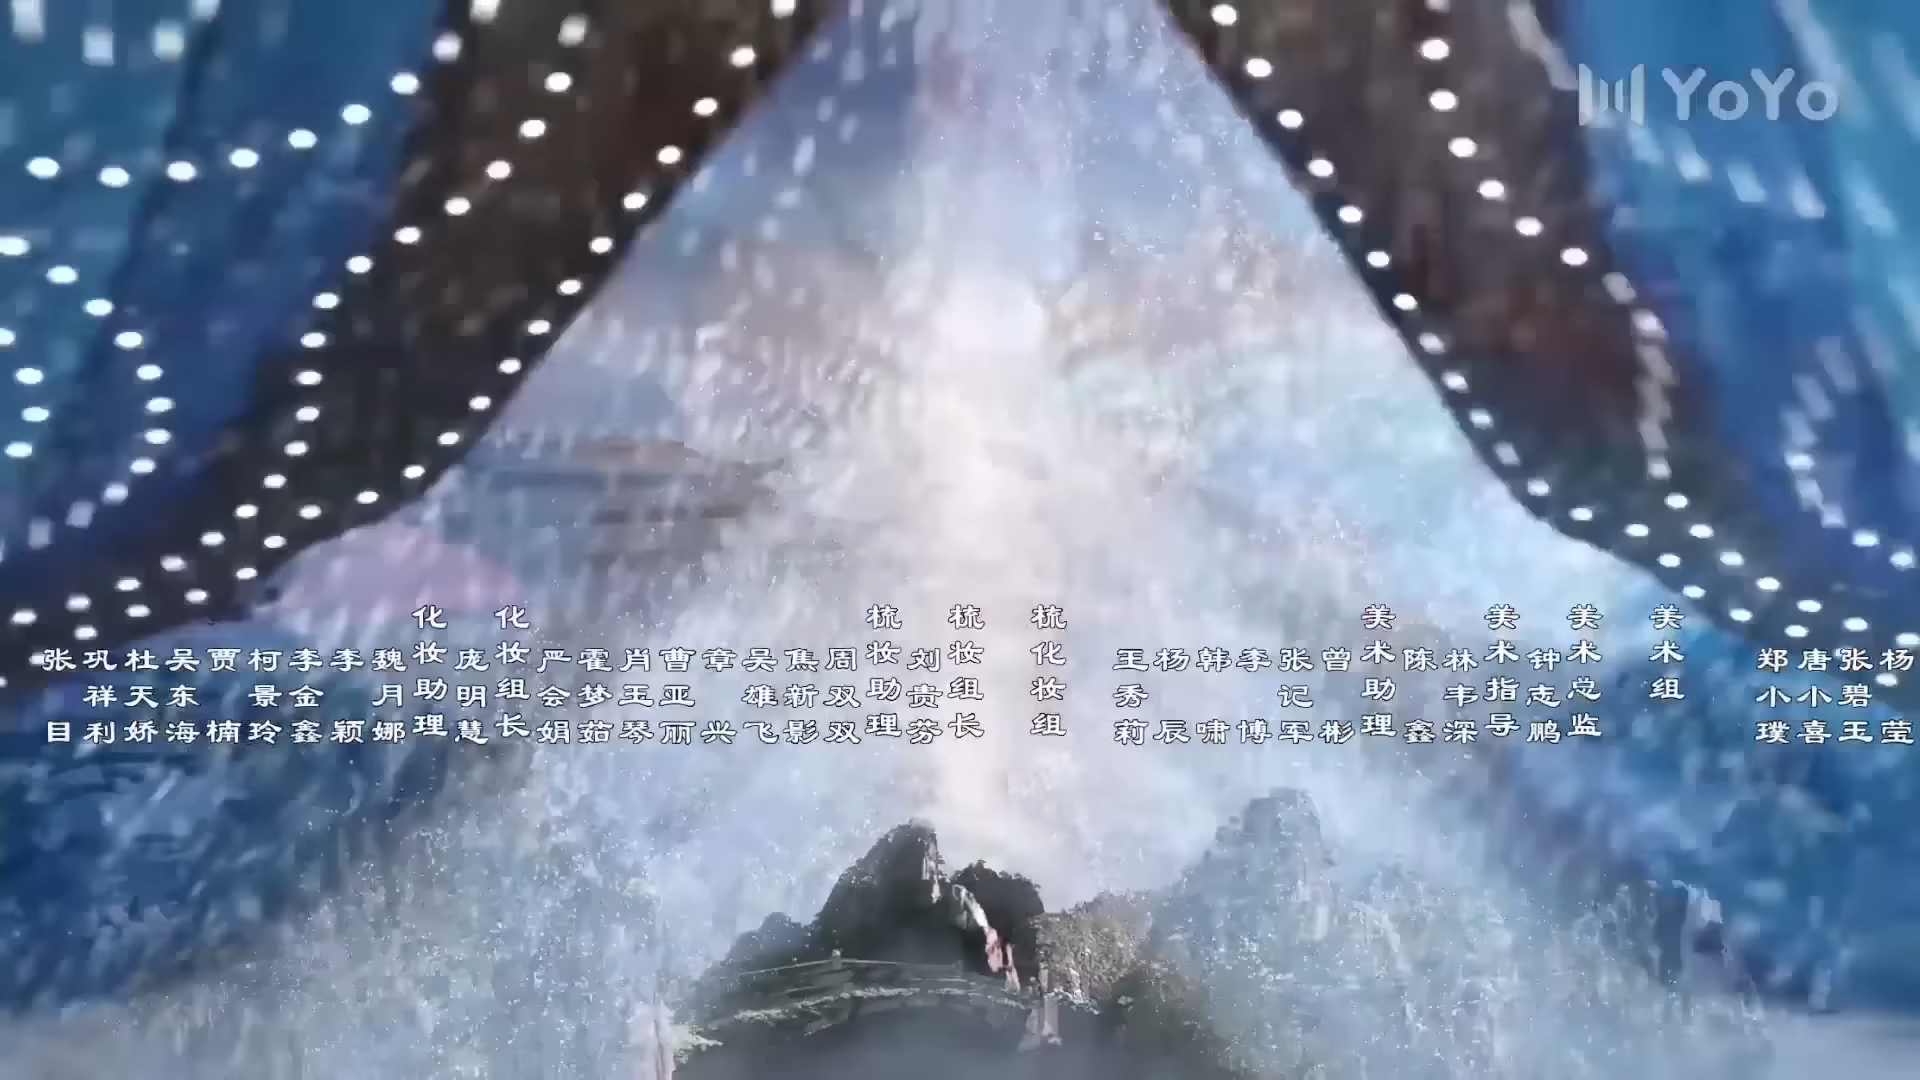 YoYo
杨莹
张碧玉
唐小喜
郑小璞
美术组
美术总监
钟志鹏
美术指导
林韦深
陈鑫
美术助理
曾彬
张记军
李博
韩啸
杨辰
王秀莉
梳化妆组
梳妆组长
刘贵芬
梳妆助理
周双双
焦新影
吴雄飞
章兴
曹亚丽
肖玉琴
霍梦茹
严会娟
化妆组长
庞明慧
化妆助理
魏月娜
李颖
李金鑫
柯景玲
贾楠
吴东海
杜天娇
巩祥利
张目